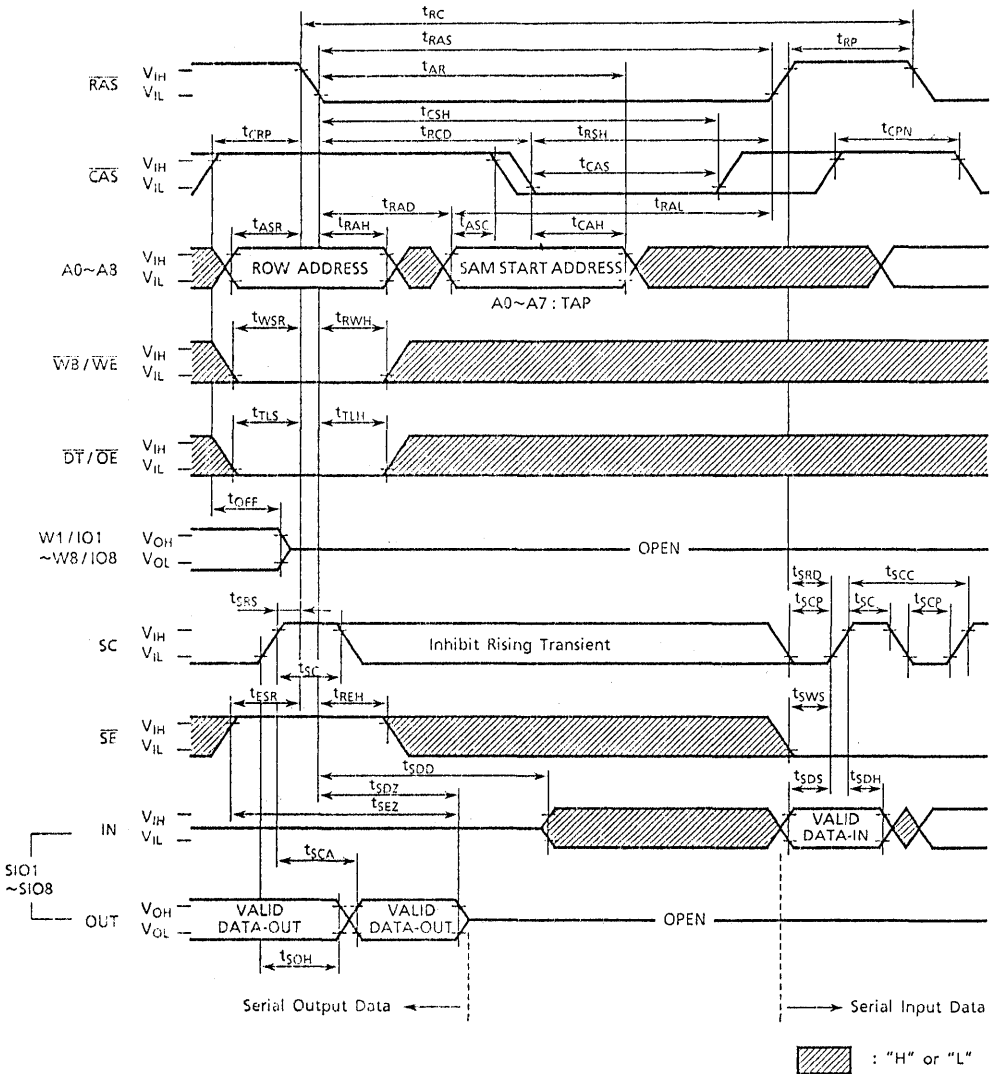 tRC
tRAS
tRP
tAR
RAS VIH
VIL
tCSH
tCRP tRCD tRSH tCPN
CAS VIH
VIL
tCAS
tRAD tRAL
tASR tRAH tASC tCAH
A0~A8 VIH
VIL
ROW ADDRESS SAM START ADDRESS
A0~A7 : TAP
tWSR tRWH
WB/WE VIH
VIL
tTLS tTLH
DT/OE VIH
VIL
tOFF
W1/IO1
~W8/IO8
VOH
VOL
OPEN
tSRD tSCC
tSRS tSCP tSC tSCP
SC VIH
VIL
Inhibit Rising Transient
tSC
tESR tREH tSWS
SE VIH
VIL
tSDD
tSDZ tSDS tSDH
tSEZ
IN VIH
VIL
VALID
DATA-IN
tSCA
SIO1
~SIO8
OUT VOH
VOL
VALID
DATA-OUT
VALID
DATA-OUT
OPEN
tSOH
Serial Output Data Serial Input Data
: "H" or "L"